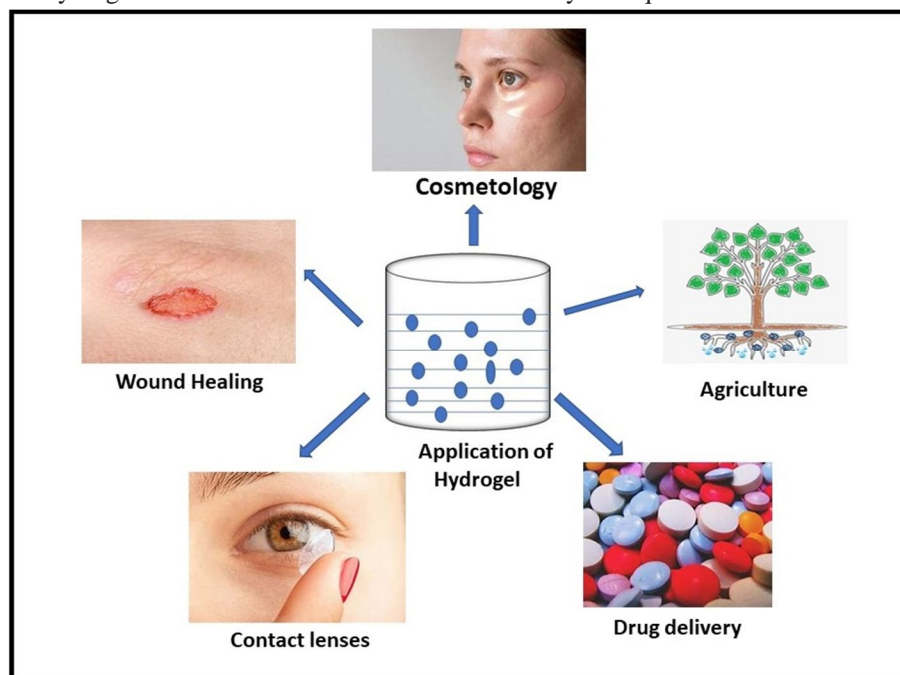 Cosmetology
Wound Healing
Agriculture
Application of
Hydrogel
Contact lenses
Drug delivery